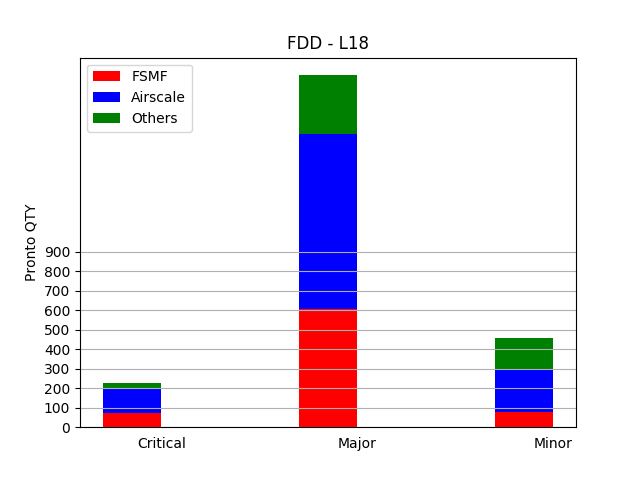 FDD - L18
FSMF
Airscale
Others
Pronto QTY
900
800
700
600
500
400
300
200
100
0
Critical
Major
Minor